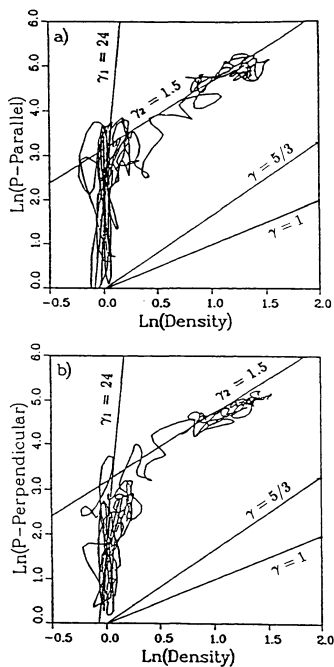 a)
γ₁ = 24
γ₂ = 1.5
γ = 5/3
γ = 1
Ln(P-Parallel)
6.0
5.0
4.0
3.0
2.0
1.0
0.0
-0.5 0.0 0.5 1.0 1.5 2.0
Ln(Density)
b)
γ₁ = 24
γ₂ = 1.5
γ = 5/3
γ = 1
Ln(P-Perpendicular)
6.0
5.0
4.0
3.0
2.0
1.0
0.0
-0.5 0.0 0.5 1.0 1.5 2.0
Ln(Density)